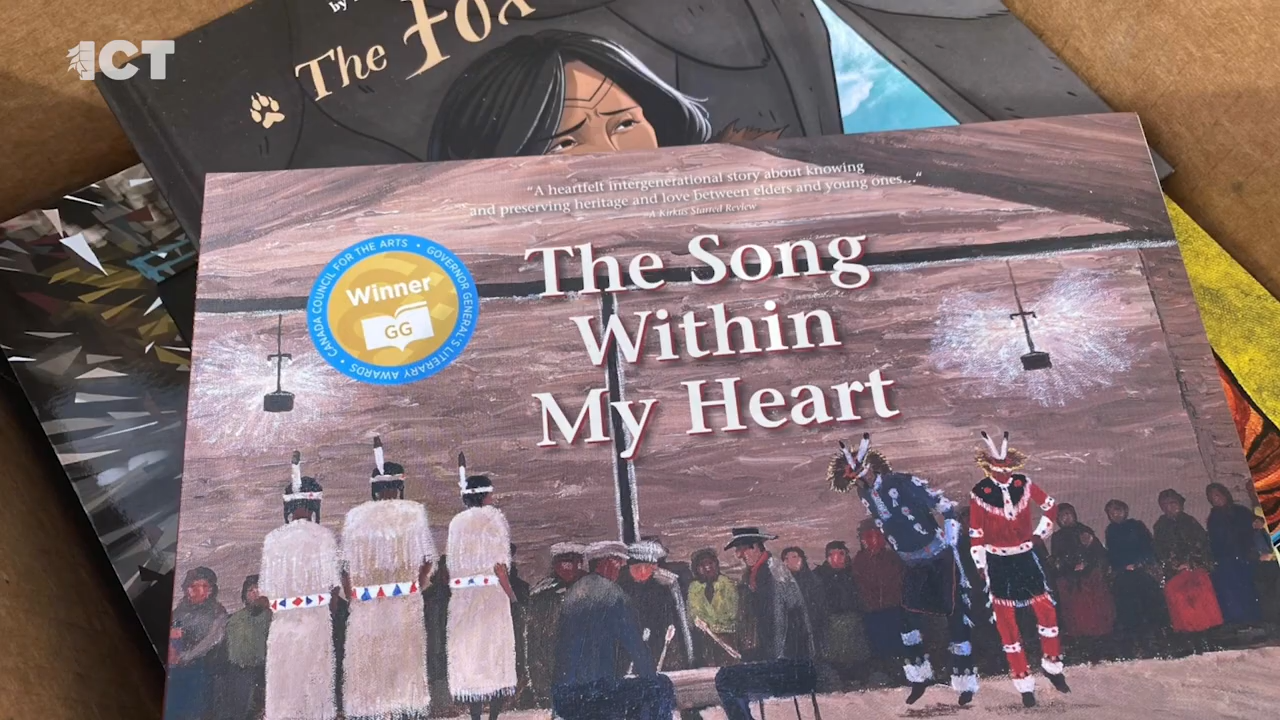 ICT
by
The Fox
"A heartfelt intergenerational story about knowing
and preserving heritage and love between elders and young ones..."
-A Kirkus Starred Review
CANADA COUNCIL FOR THE ARTS • GOVERNOR GENERAL'S LITERARY AWARDS •
Winner
GG
The Song
Within
My Heart